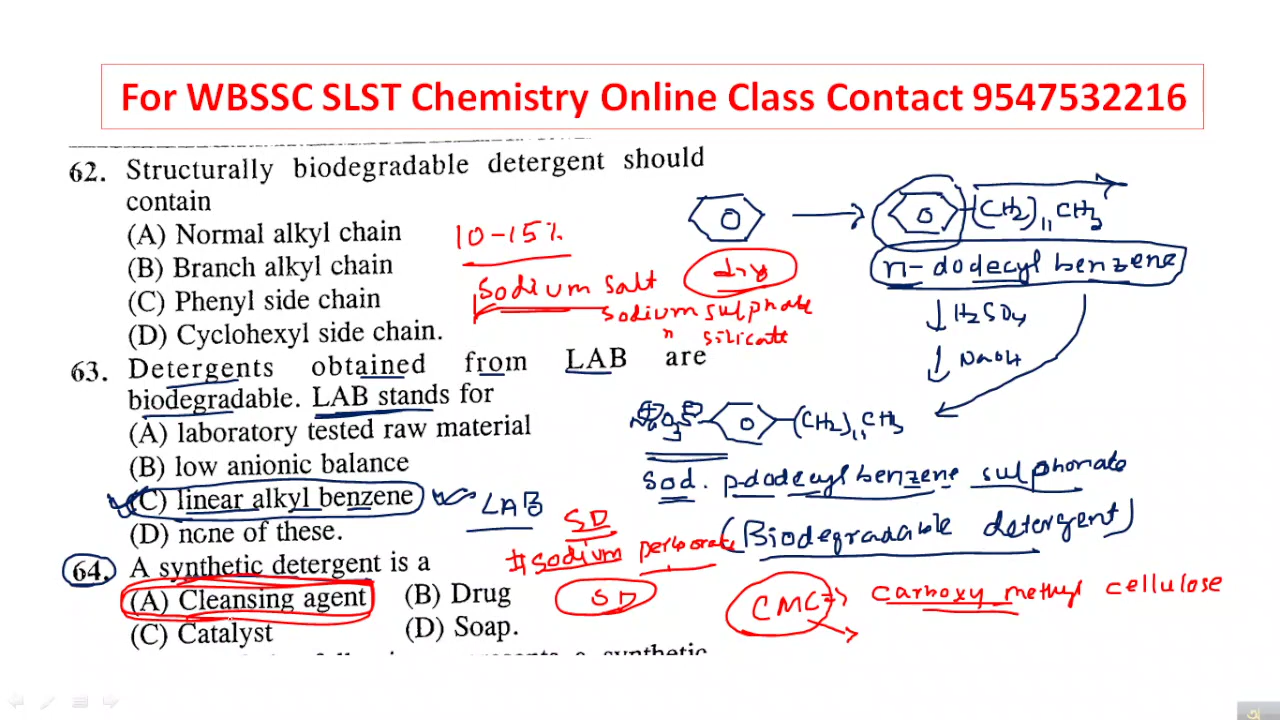 For WBSSC SLST Chemistry Online Class Contact 9547532216
62. Structurally biodegradable detergent should
contain
(A) Normal alkyl chain
(B) Branch alkyl chain
(C) Phenyl side chain
(D) Cyclohexyl side chain.
63. Detergents obtained from LAB are
biodegradable. LAB stands for
(A) laboratory tested raw material
(B) low anionic balance
(C) linear alkyl benzene
(D) none of these.
64. A synthetic detergent is a
(A) Cleansing agent (B) Drug
(C) Catalyst (D) Soap.
10-15%
Sodium salt
dry
sodium sulphate
" silicate
(CH2)11CH3
n-dodecyl benzene
↓ H2SO4
↓ NaOH
(CH2)11CH3
sod. p-dodecyl benzene sulphonate
(Biodegradable detergent)
LAB
SD
# sodium perborate
SD
CMC → carboxy methyl cellulose